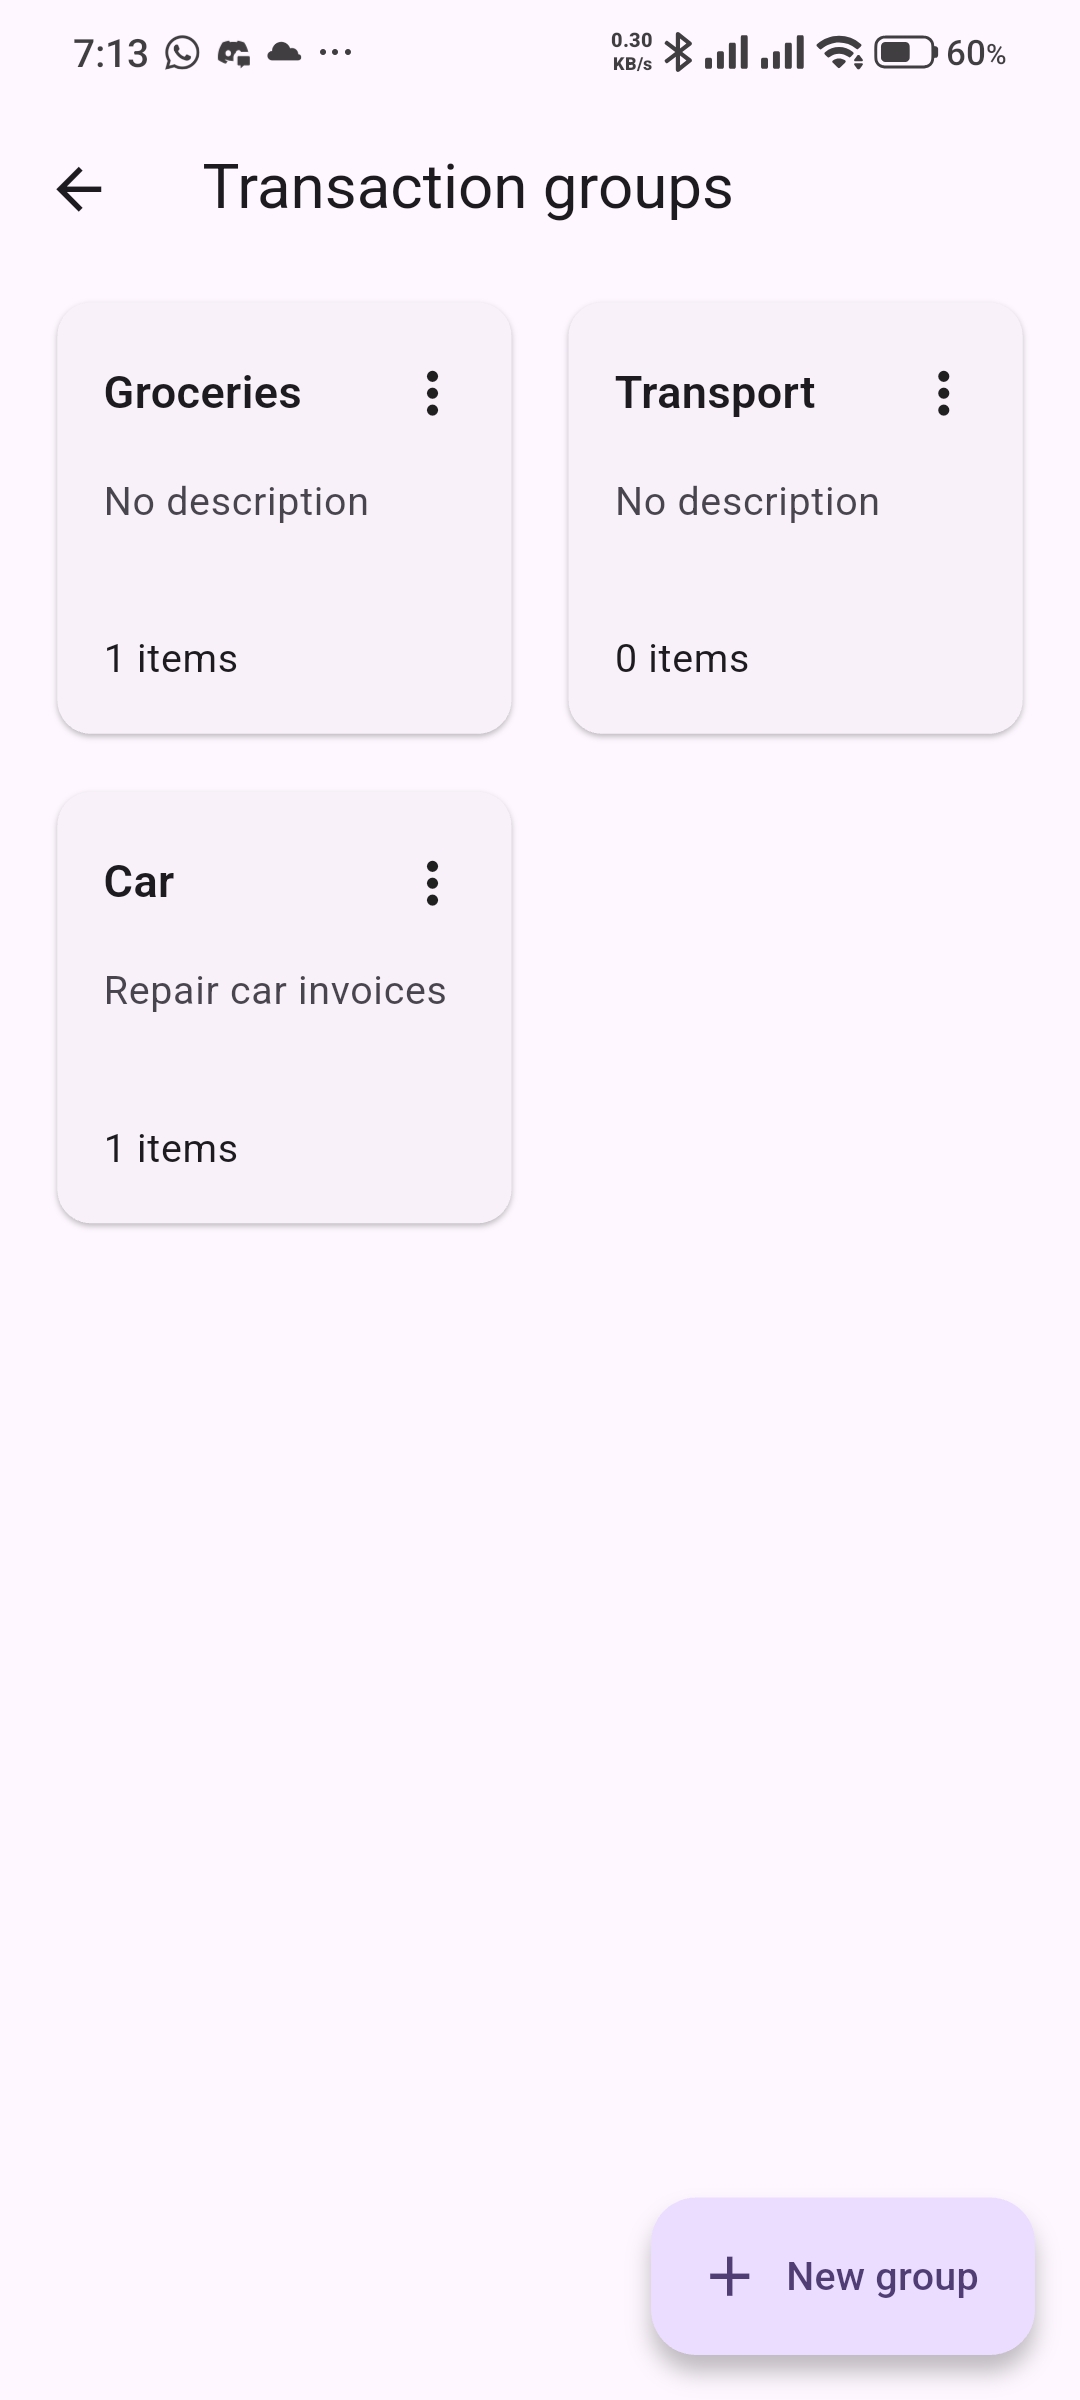 7:13
0.30
KB/s
60%
Transaction groups
Groceries
No description
1 items
Transport
No description
0 items
Car
Repair car invoices
1 items
New group